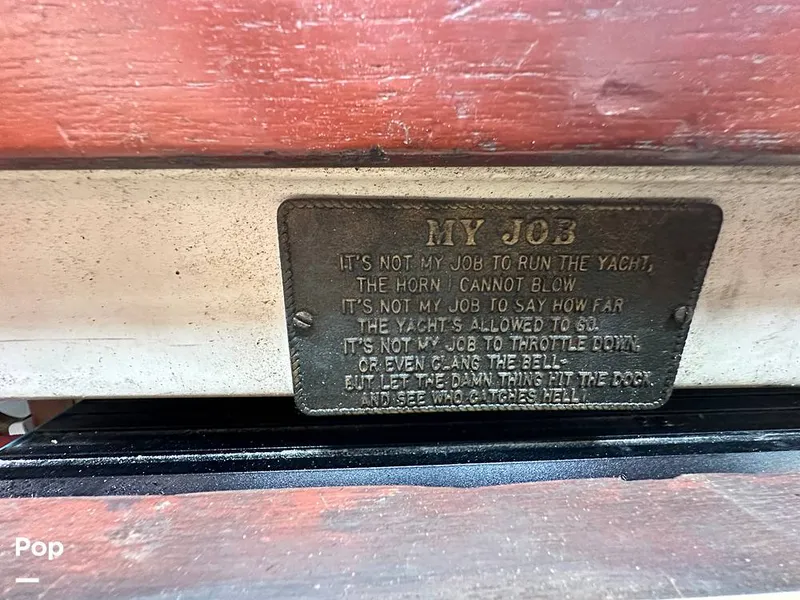 MY JOB
IT'S NOT MY JOB TO RUN THE YACHT,
THE HORN I CANNOT BLOW
IT'S NOT MY JOB TO SAY HOW FAR
THE YACHT'S ALLOWED TO GO.
IT'S NOT MY JOB TO THROTTLE DOWN,
OR EVEN CLANG THE BELL-
BUT LET THE DAMN THING HIT THE DOCK
AND SEE WHO CATCHES HELL!
Pop